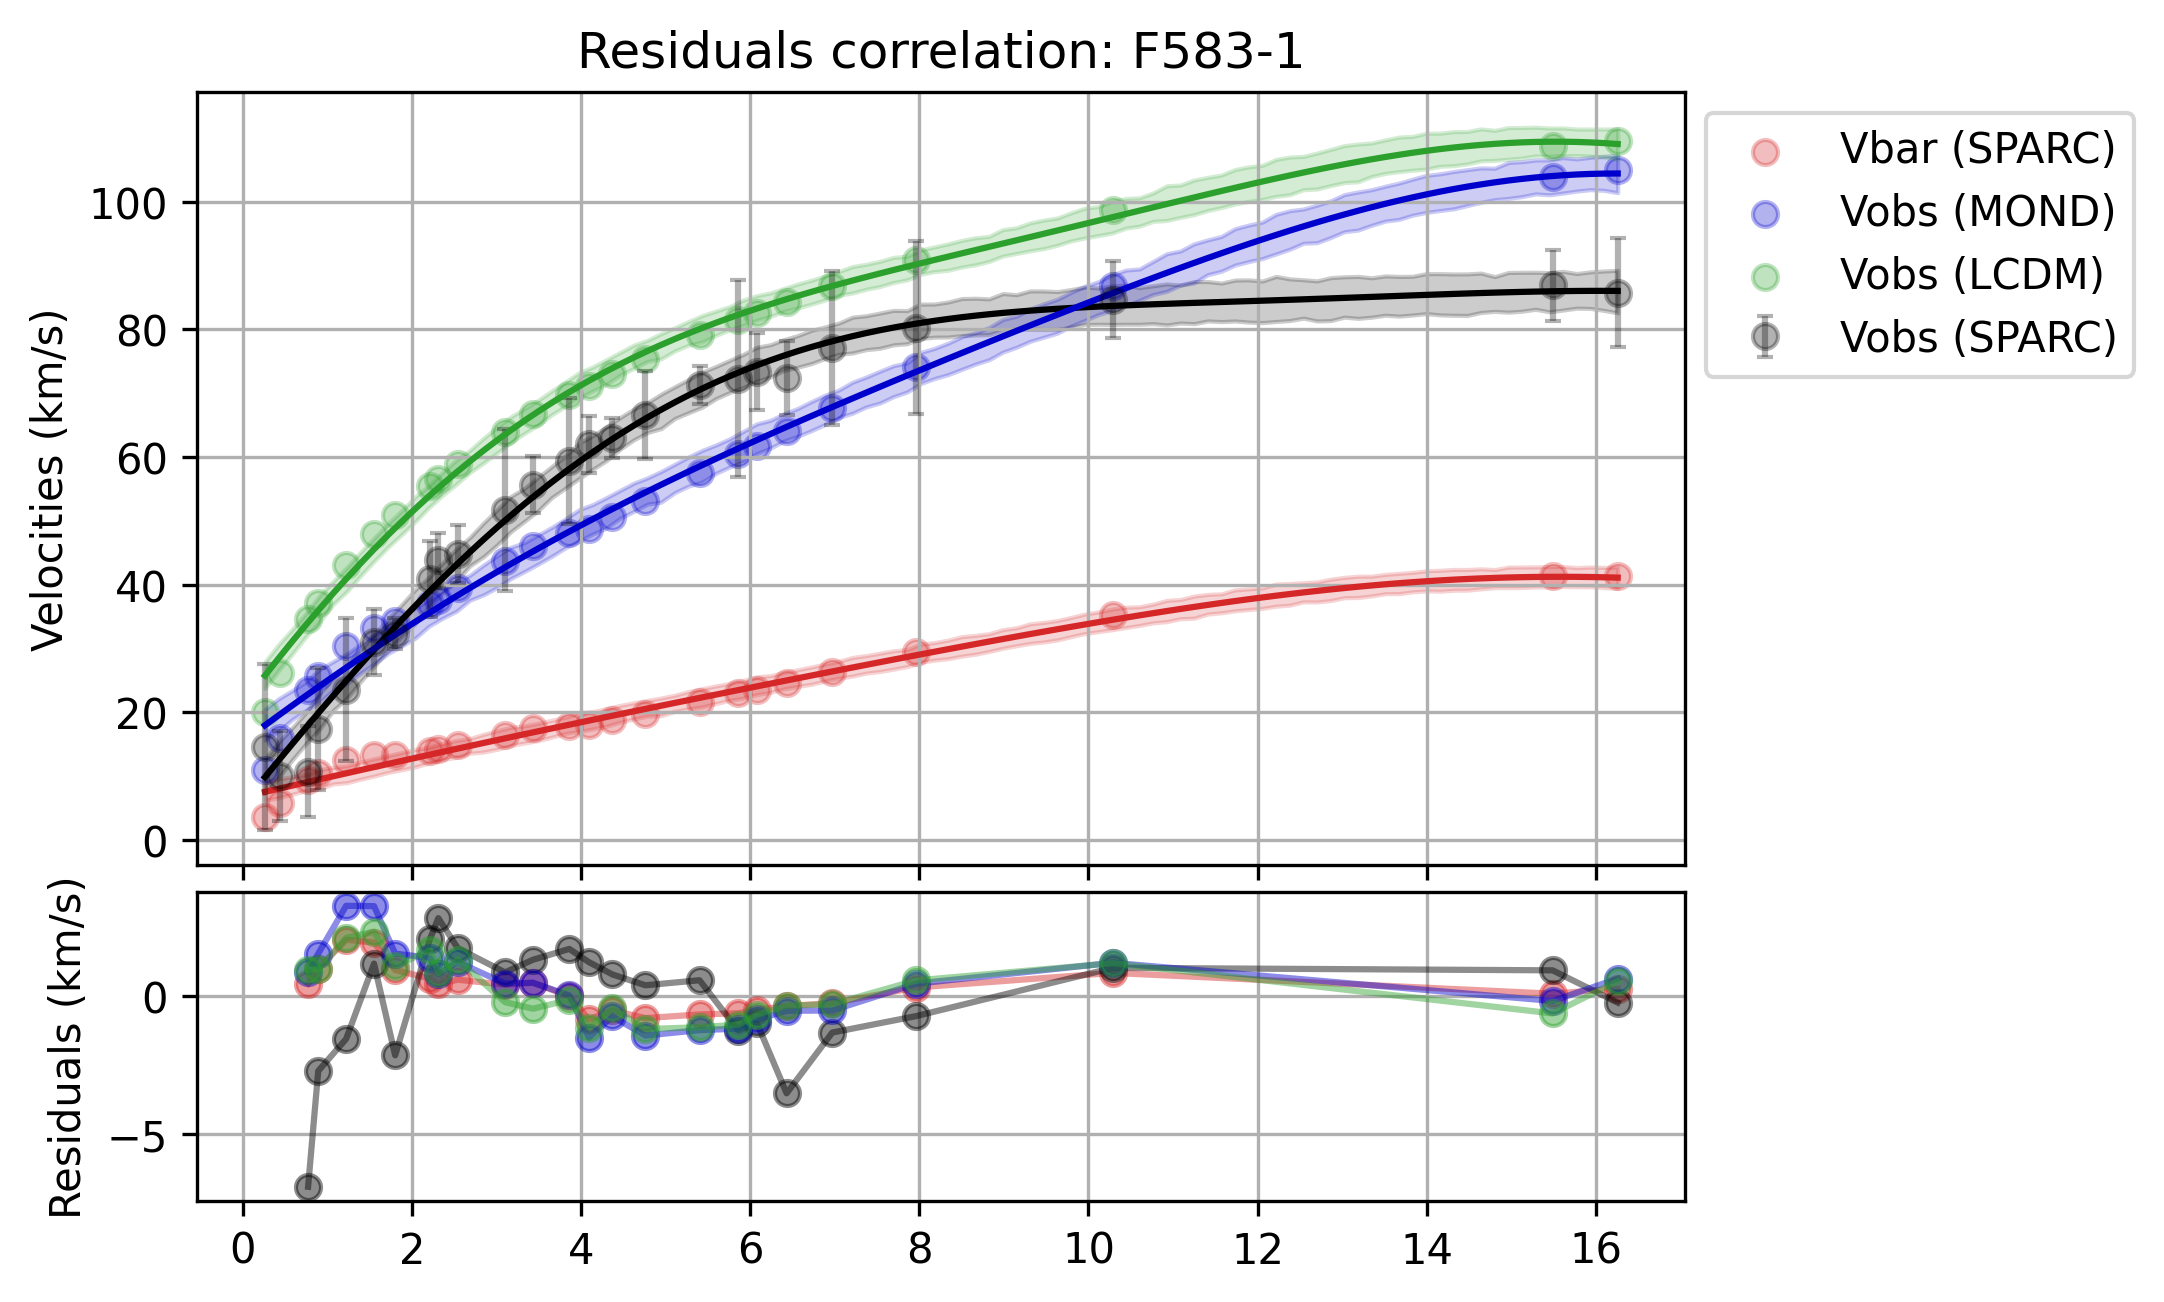 Residuals correlation: F583-1
Velocities (km/s)
100
80
60
40
20
0
Vbar (SPARC)
Vobs (MOND)
Vobs (LCDM)
Vobs (SPARC)
Residuals (km/s)
0
−5
0 2 4 6 8 10 12 14 16